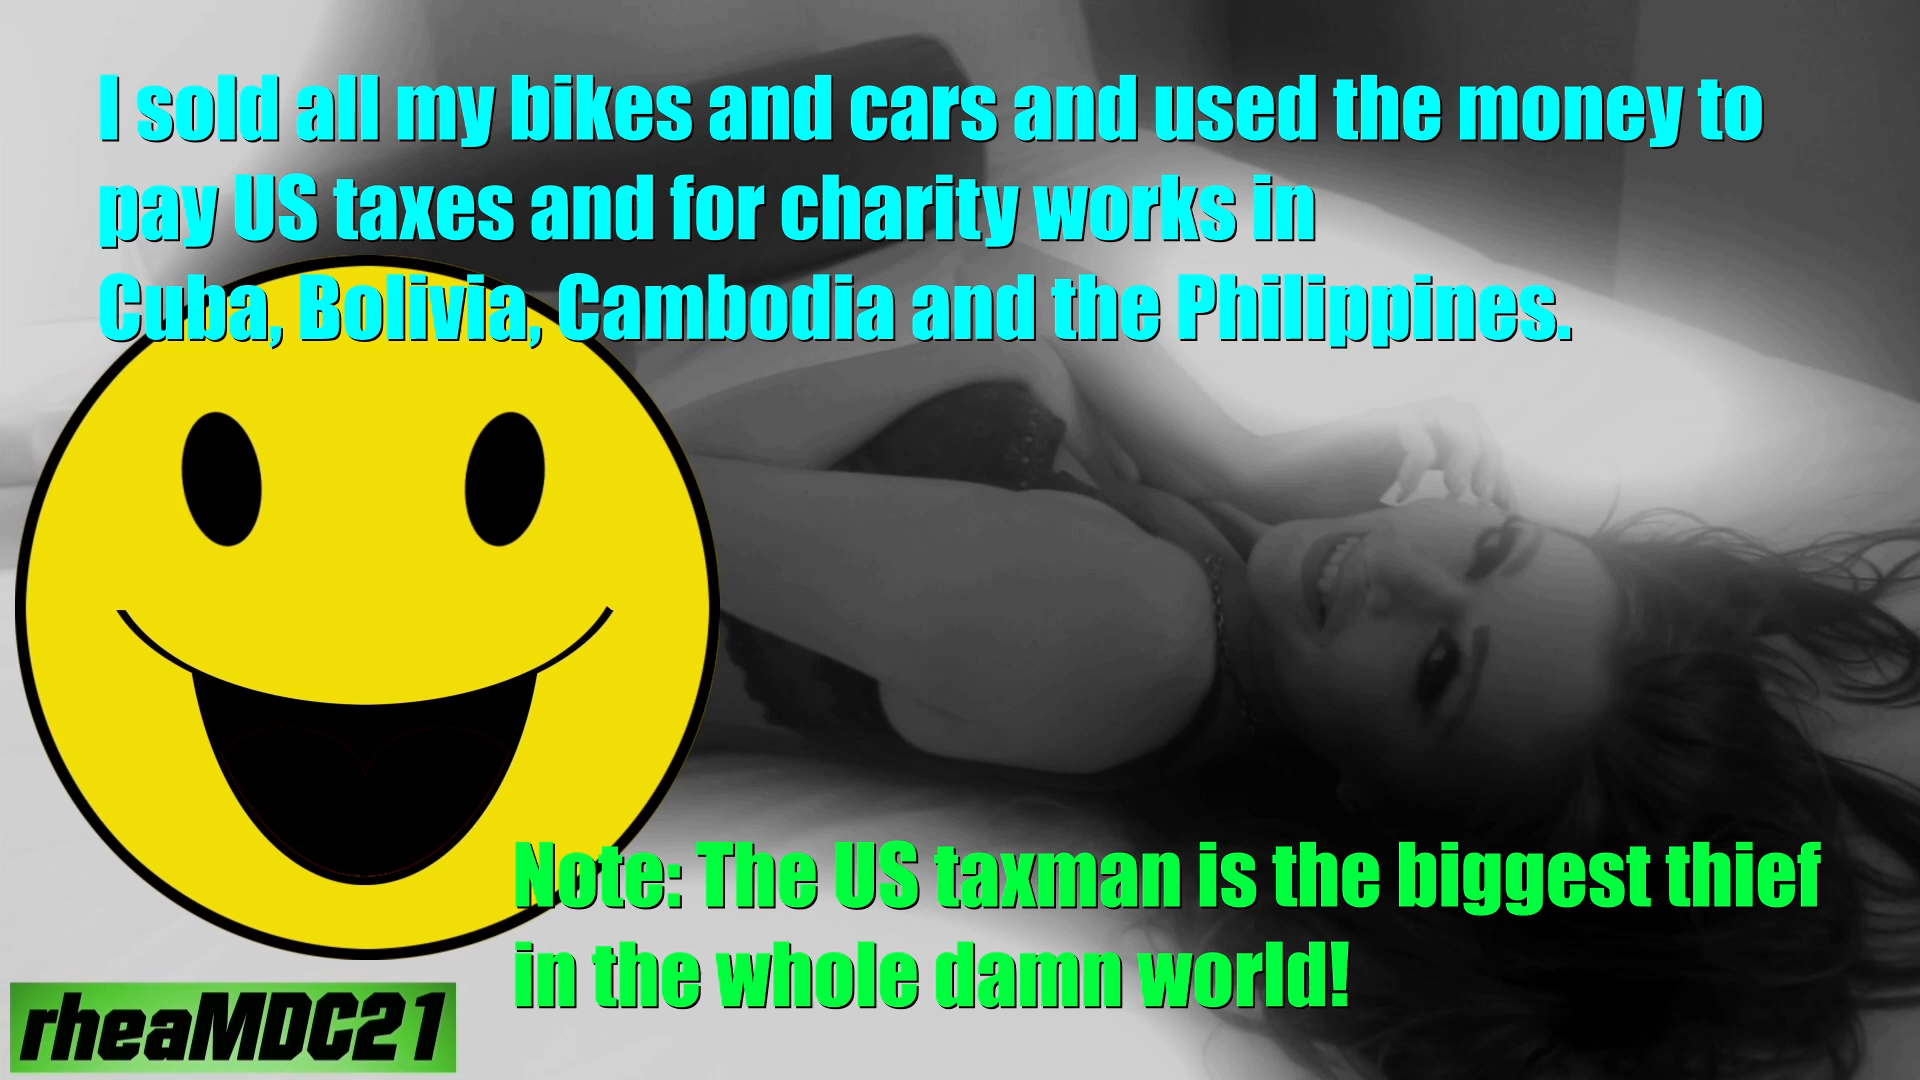 I sold all my bikes and cars and used the money to
pay US taxes and for charity works in
Cuba, Bolivia, Cambodia and the Philippines.
Note: The US taxman is the biggest thief
in the whole damn world!
rheaMDC21